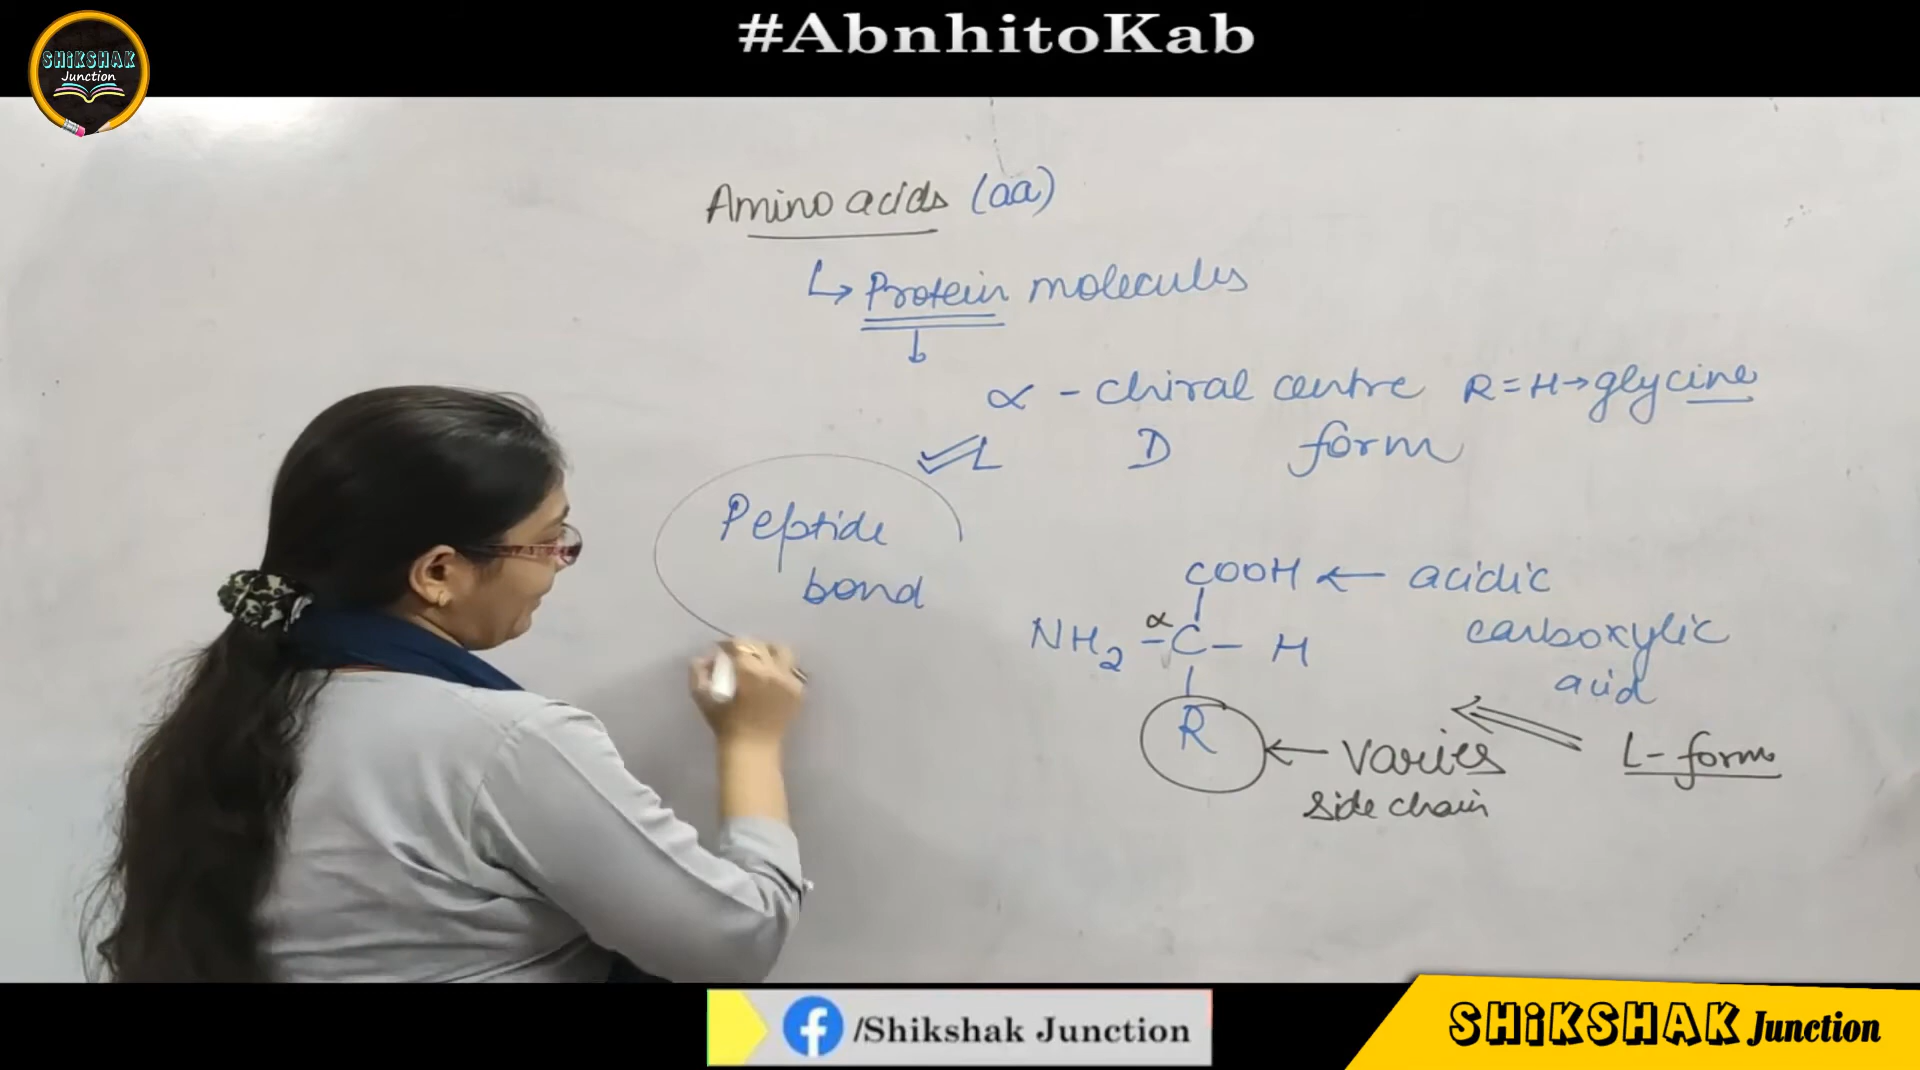 #AbnhitoKab
SHiKSHAK
Junction
Amino acids (aa)
↳ Protein molecules
α - chiral centre R = H → glycine
L D form
Peptide
bond
COOH ← acidic
carboxylic
acid
α
NH2 - C - H
R ← varies
side chain
L - form
/Shikshak Junction
SHiKSHAK Junction